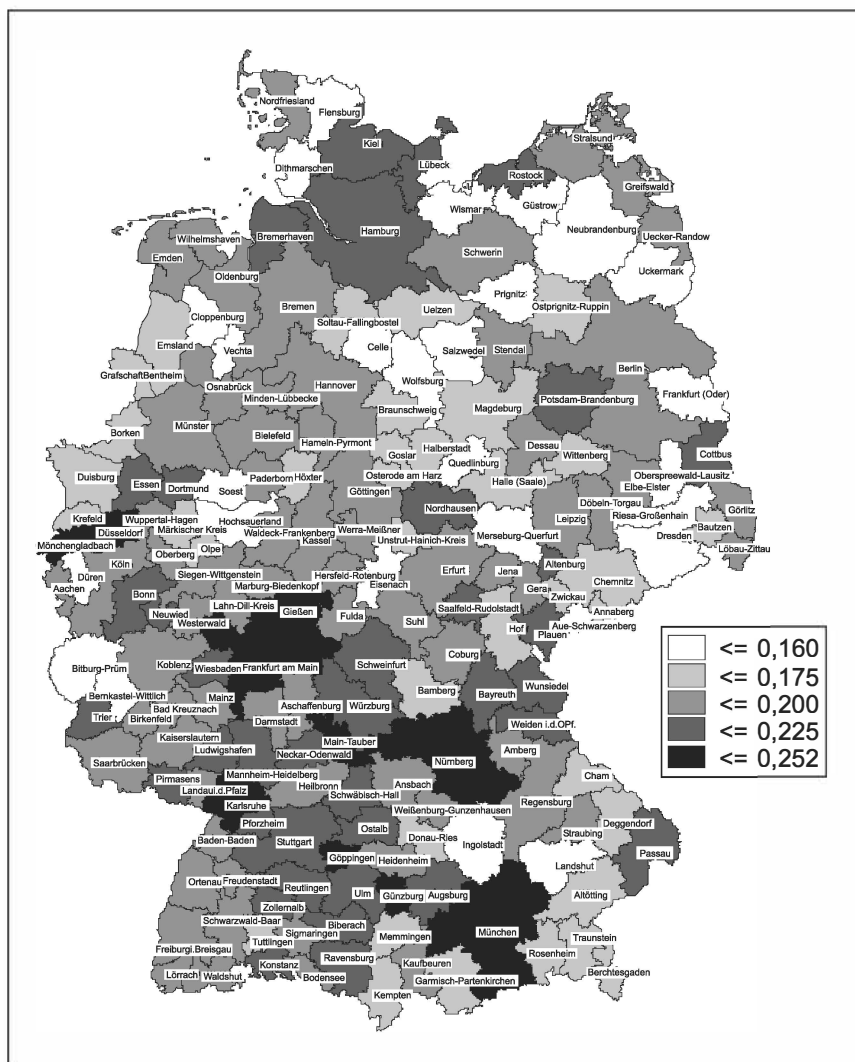 Nordfriesland
Flensburg
Stralsund
Kiel
Dithmarschen
Lübeck
Rostock
Greifswald
Wismar
Güstrow
Wilhelmshaven
Bremerhaven
Hamburg
Neubrandenburg
Uecker-Randow
Emden
Schwerin
Oldenburg
Uckermark
Prignitz
Bremen
Ostprignitz-Ruppin
Cloppenburg
Uelzen
Soltau-Fallingbostel
Emsland
Celle
Vechta
Salzwedel
Stendal
Berlin
GrafschaftBentheim
Osnabrück
Hannover
Wolfsburg
Frankfurt (Oder)
Minden-Lübbecke
Potsdam-Brandenburg
Braunschweig
Magdeburg
Münster
Borken
Bielefeld
Hameln-Pyrmont
Dessau
Halberstadt
Goslar
Wittenberg
Cottbus
Quedlinburg
Duisburg
Paderborn
Höxter
Osterode am Harz
Oberspreewald-Lausitz
Essen
Dortmund
Soest
Göttingen
Halle (Saale)
Elbe-Elster
Döbeln-Torgau
Nordhausen
Görlitz
Krefeld
Wuppertal-Hagen
Hochsauerland
Riesa-Großenhain
Leipzig
Düsseldorf
Märkischer Kreis
Waldeck-Frankenberg
Werra-Meißner
Merseburg-Querfurt
Bautzen
Dresden
Mönchengladbach
Kassel
Unstrut-Hainich-Kreis
Löbau-Zittau
Olpe
Oberberg
Köln
Altenburg
Erfurt
Jena
Düren
Siegen-Wittgenstein
Hersfeld-Rotenburg
Chemnitz
Aachen
Marburg-Biedenkopf
Eisenach
Gera
Bonn
Zwickau
Lahn-Dill-Kreis
Gießen
Saalfeld-Rudolstadt
Annaberg
Neuwied
Fulda
Westerwald
Suhl
Hof
Aue-Schwarzenberg
Plauen
Koblenz
Coburg
Bitburg-Prüm
Wiesbaden
Frankfurt am Main
Schweinfurt
Wunsiedel
Bernkastel-Wittlich
Mainz
Bamberg
Bayreuth
Bad Kreuznach
Aschaffenburg
Würzburg
Trier
Birkenfeld
Darmstadt
Weiden i.d.OPf.
Kaiserslautern
Main-Tauber
Ludwigshafen
Neckar-Odenwald
Amberg
Saarbrücken
Nürnberg
Mannheim-Heidelberg
Cham
Pirmasens
Heilbronn
Ansbach
Landaui.d.Pfalz
Schwäbisch-Hall
Regensburg
Karlsruhe
Weißenburg-Gunzenhausen
Pforzheim
Ostalb
Deggendorf
Baden-Baden
Stuttgart
Donau-Ries
Ingolstadt
Straubing
Göppingen
Heidenheim
Passau
Landshut
Ortenau
Freudenstadt
Reutlingen
Ulm
Günzburg
Augsburg
Altötting
Zollernalb
Schwarzwald-Baar
Biberach
Sigmaringen
München
Tuttlingen
Memmingen
Traunstein
Freiburgi.Breisgau
Ravensburg
Rosenheim
Konstanz
Kaufbeuren
Lörrach
Waldshut
Bodensee
Garmisch-Partenkirchen
Berchtesgaden
Kempten
<= 0,160
<= 0,175
<= 0,200
<= 0,225
<= 0,252